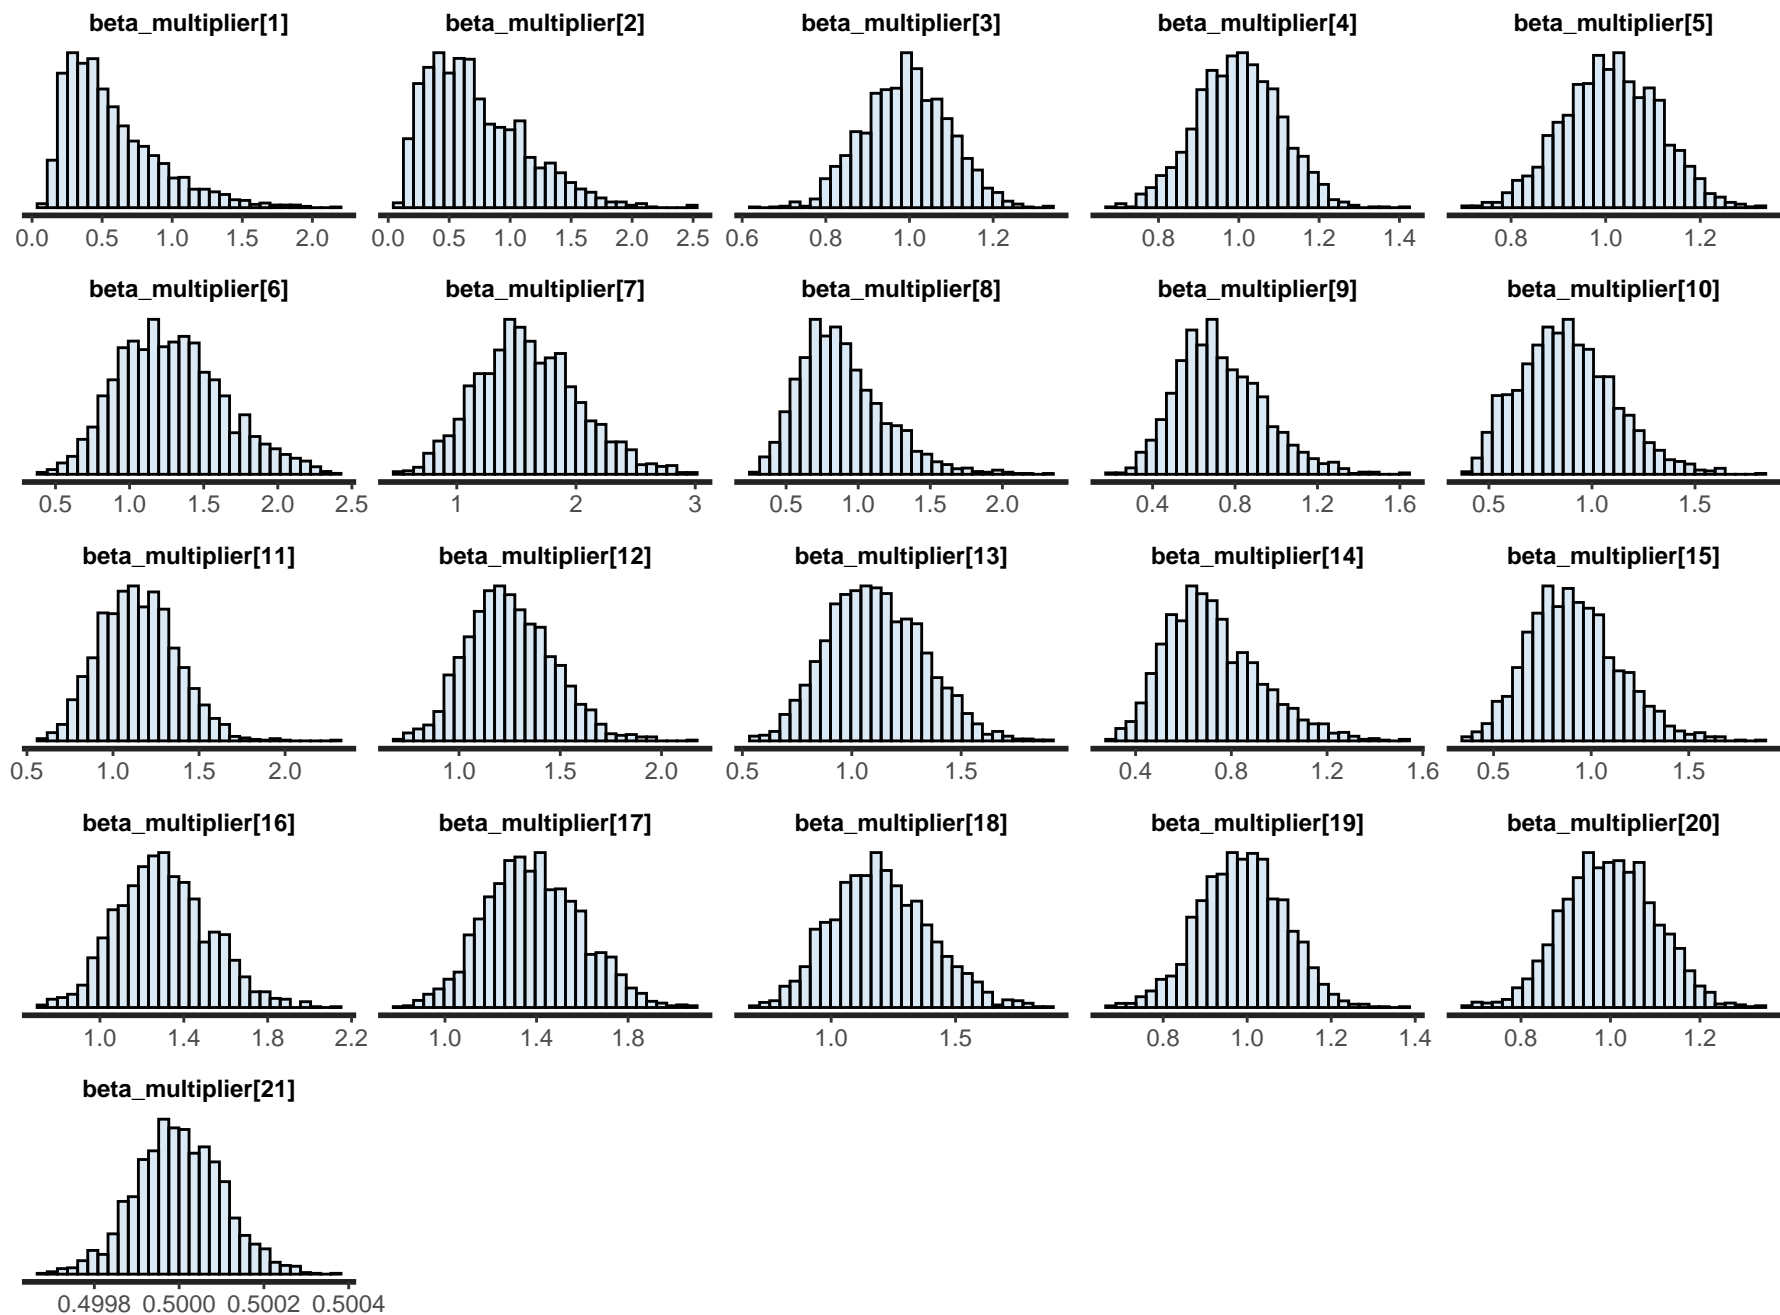 beta_multiplier[1] beta_multiplier[2] beta_multiplier[3] beta_multiplier[4] beta_multiplier[5]
0.0 0.5 1.0 1.5 2.0 0.0 0.5 1.0 1.5 2.0 2.5 0.6 0.8 1.0 1.2 0.8 1.0 1.2 1.4 0.8 1.0 1.2
beta_multiplier[6] beta_multiplier[7] beta_multiplier[8] beta_multiplier[9] beta_multiplier[10]
0.5 1.0 1.5 2.0 2.5 1 2 3 0.5 1.0 1.5 2.0 0.4 0.8 1.2 1.6 0.5 1.0 1.5
beta_multiplier[11] beta_multiplier[12] beta_multiplier[13] beta_multiplier[14] beta_multiplier[15]
0.5 1.0 1.5 2.0 1.0 1.5 2.0 0.5 1.0 1.5 0.4 0.8 1.2 1.6 0.5 1.0 1.5
beta_multiplier[16] beta_multiplier[17] beta_multiplier[18] beta_multiplier[19] beta_multiplier[20]
1.0 1.4 1.8 2.2 1.0 1.4 1.8 1.0 1.5 0.8 1.0 1.2 1.4 0.8 1.0 1.2
beta_multiplier[21]
0.4998 0.5000 0.5002 0.5004